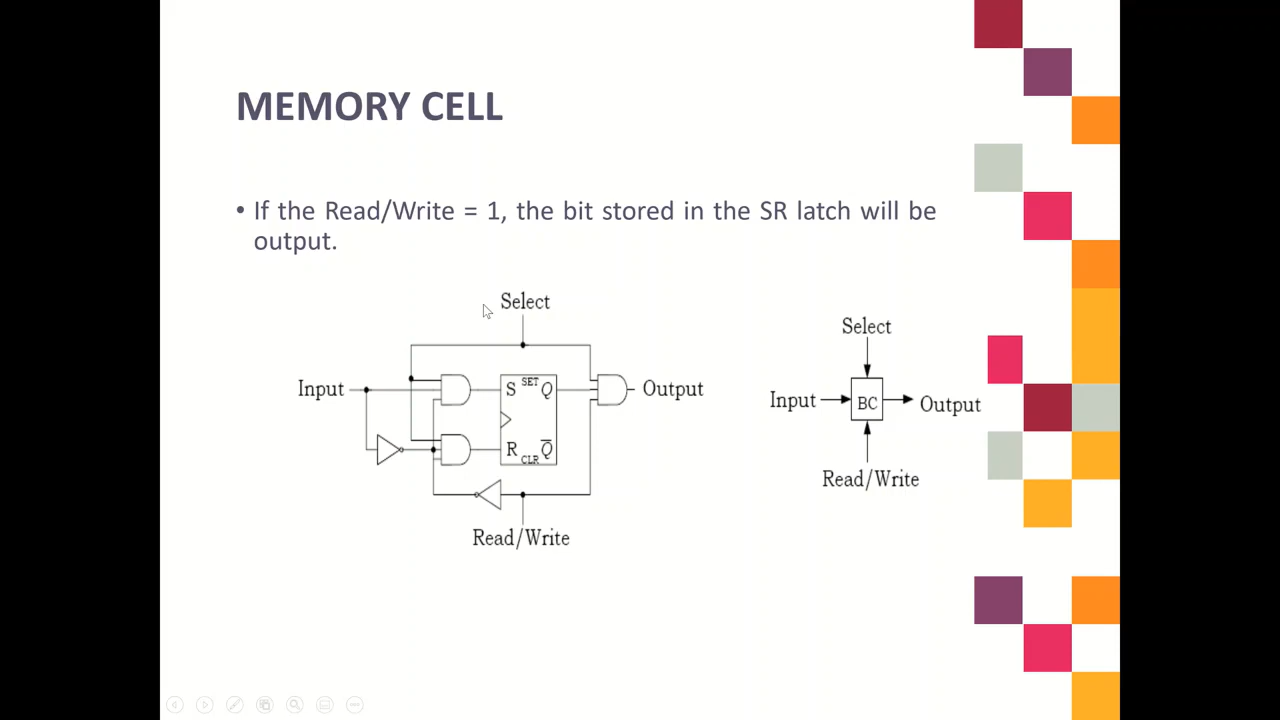 MEMORY CELL
• If the Read/Write = 1, the bit stored in the SR latch will be
output.
Select
Input
S SET Q
Output
R CLR Q̅
Read/Write
Select
Input
BC
Output
Read/Write